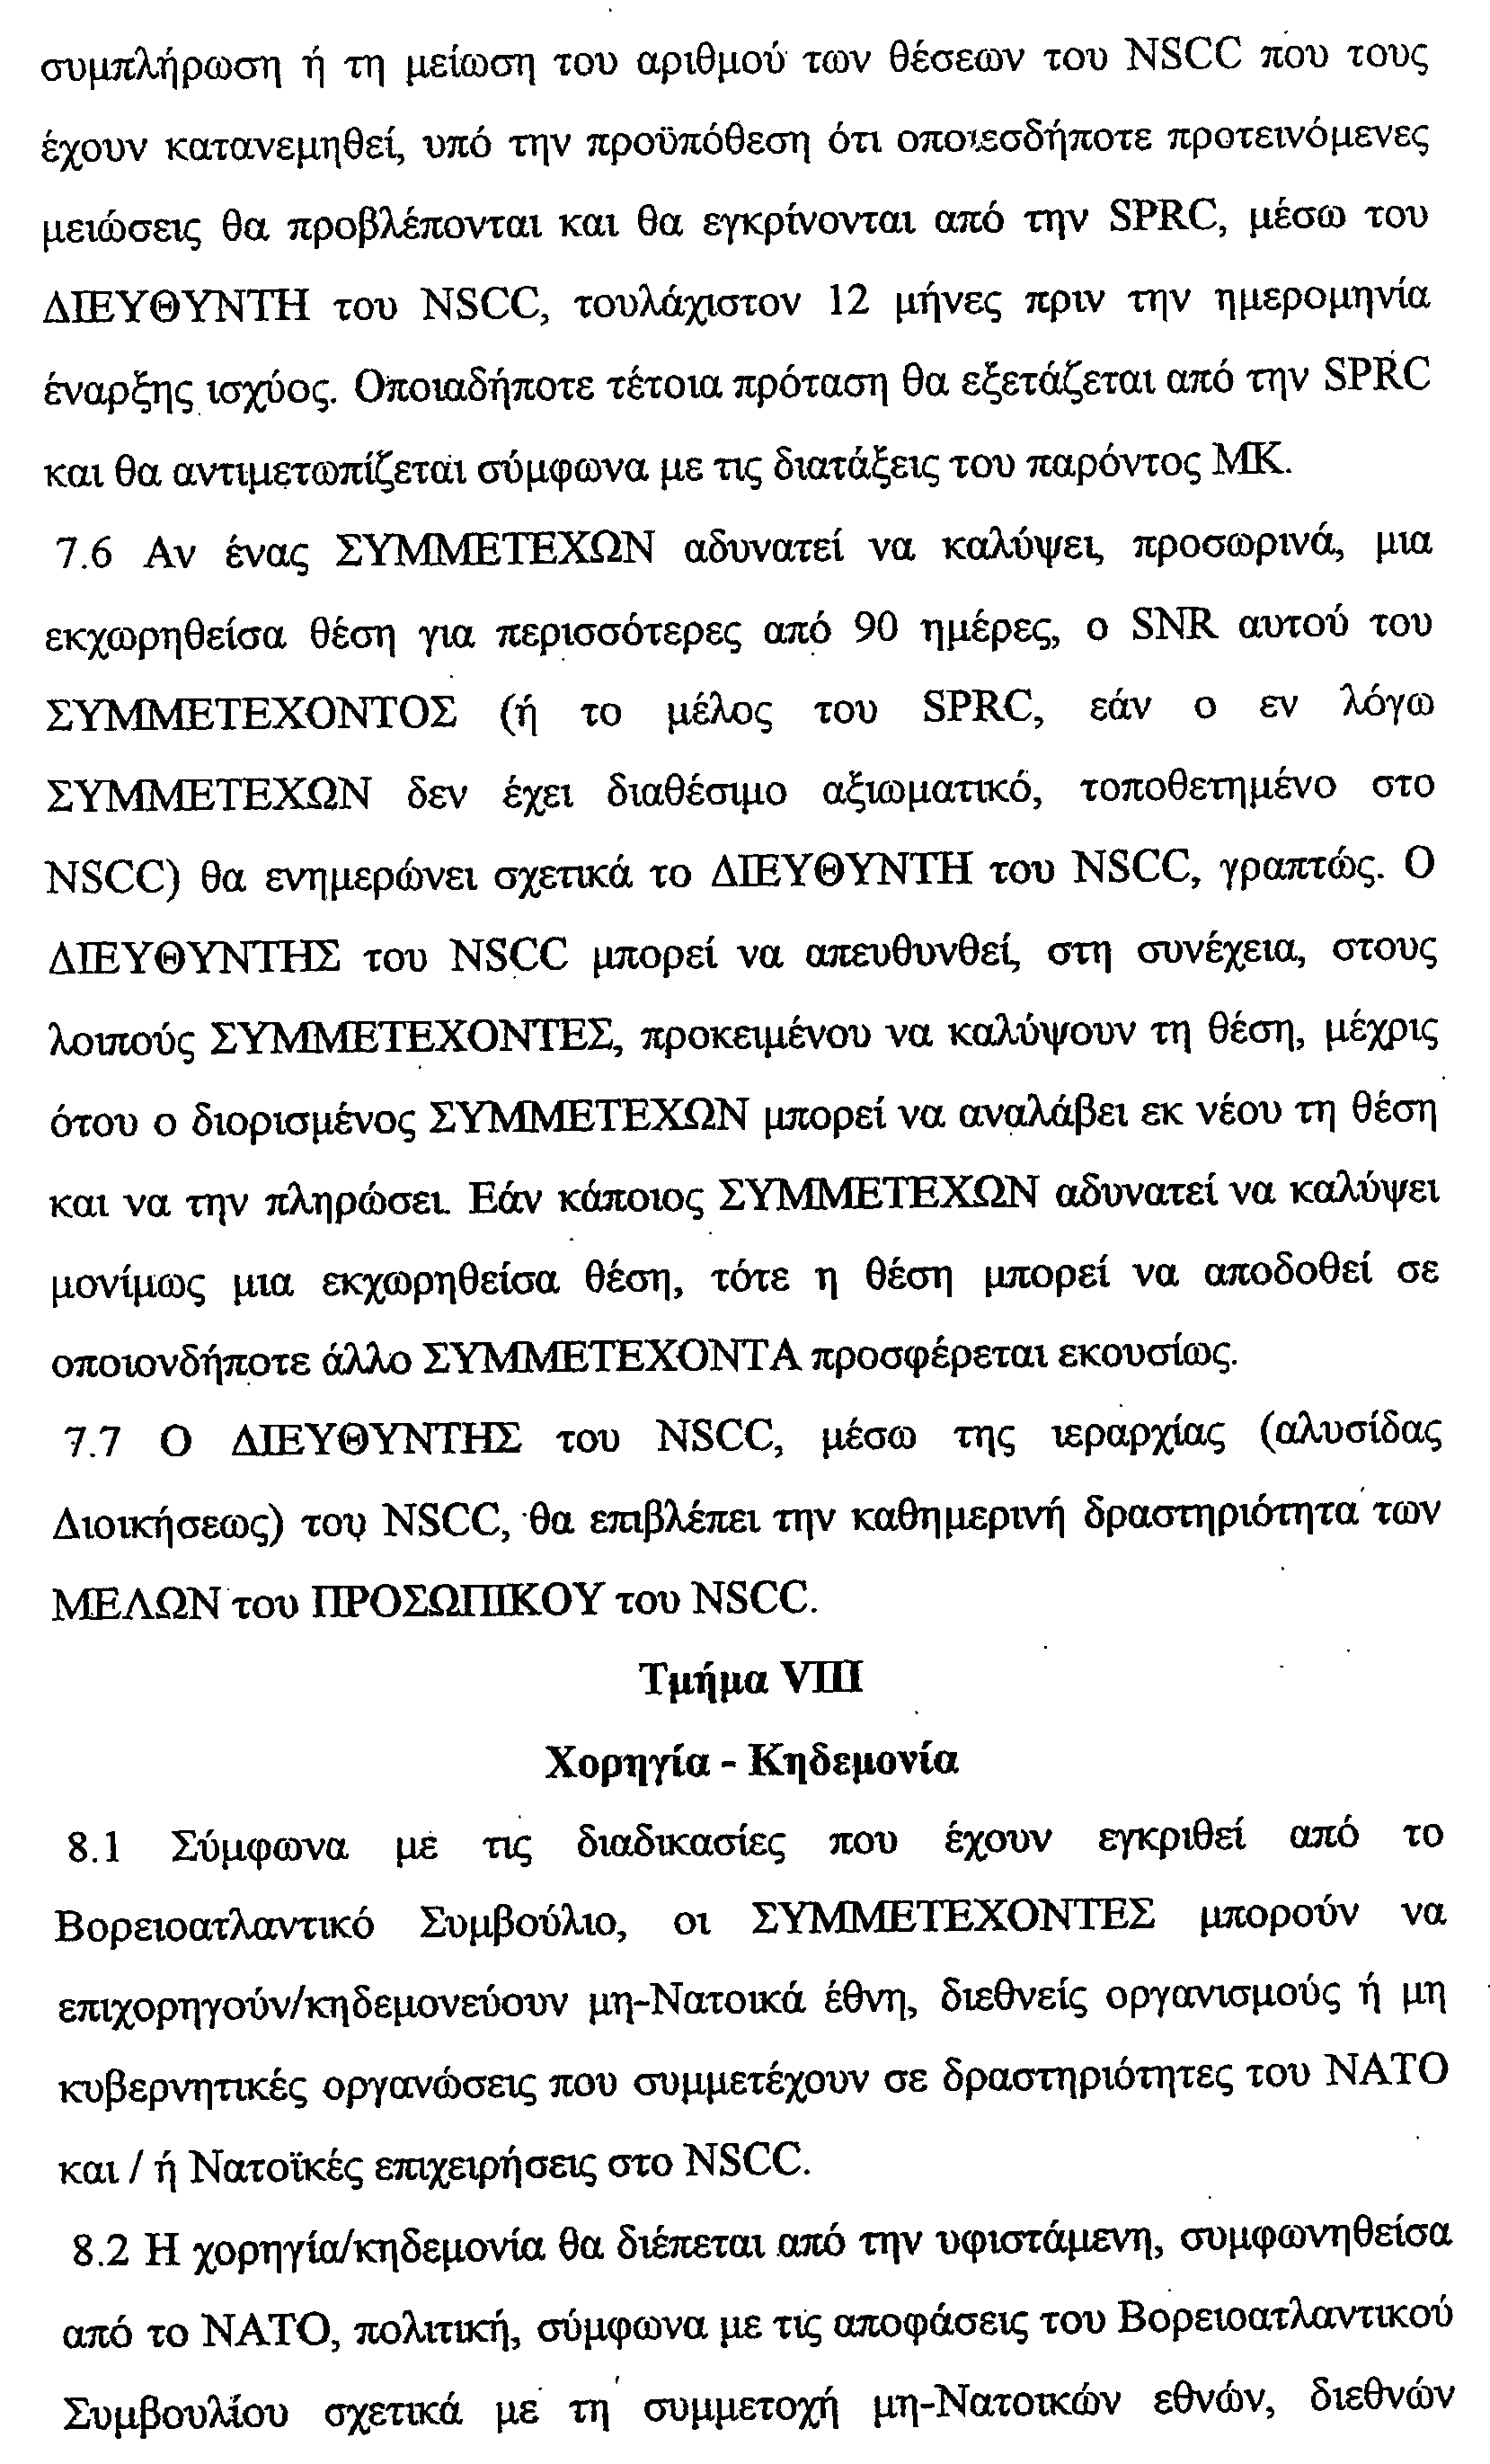 συμπλήρωση ή τη μείωση του αριθμού των θέσεων του NSCC που τους
έχουν κατανεμηθεί, υπό την προϋπόθεση ότι οποιεσδήποτε προτεινόμενες
μειώσεις θα προβλέπονται και θα εγκρίνονται από την SPRC, μέσω του
ΔΙΕΥΘΥΝΤΗ του NSCC, τουλάχιστον 12 μήνες πριν την ημερομηνία
έναρξης ισχύος. Οποιαδήποτε τέτοια πρόταση θα εξετάζεται από την SPRC
και θα αντιμετωπίζεται σύμφωνα με τις διατάξεις του παρόντος ΜΚ.
7.6 Αν ένας ΣΥΜΜΕΤΕΧΩΝ αδυνατεί να καλύψει, προσωρινά, μια
εκχωρηθείσα θέση για περισσότερες από 90 ημέρες, ο SNR αυτού του
ΣΥΜΜΕΤΕΧΟΝΤΟΣ (ή το μέλος του SPRC, εάν ο εν λόγω
ΣΥΜΜΕΤΕΧΩΝ δεν έχει διαθέσιμο αξιωματικό, τοποθετημένο στο
NSCC) θα ενημερώνει σχετικά το ΔΙΕΥΘΥΝΤΗ του NSCC, γραπτώς. Ο
ΔΙΕΥΘΥΝΤΗΣ του NSCC μπορεί να απευθυνθεί, στη συνέχεια, στους
λοιπούς ΣΥΜΜΕΤΕΧΟΝΤΕΣ, προκειμένου να καλύψουν τη θέση, μέχρις
ότου ο διορισμένος ΣΥΜΜΕΤΕΧΩΝ μπορεί να αναλάβει εκ νέου τη θέση
και να την πληρώσει. Εάν κάποιος ΣΥΜΜΕΤΕΧΩΝ αδυνατεί να καλύψει
μονίμως μια εκχωρηθείσα θέση, τότε η θέση μπορεί να αποδοθεί σε
οποιονδήποτε άλλο ΣΥΜΜΕΤΕΧΟΝΤΑ προσφέρεται εκουσίως.
7.7 Ο ΔΙΕΥΘΥΝΤΗΣ του NSCC, μέσω της ιεραρχίας (αλυσίδας
Διοικήσεως) του NSCC, θα επιβλέπει την καθημερινή δραστηριότητα των
ΜΕΛΩΝ του ΠΡΟΣΩΠΙΚΟΥ του NSCC.
Τμήμα VIII
Χορηγία - Κηδεμονία
8.1 Σύμφωνα με τις διαδικασίες που έχουν εγκριθεί από το
Βορειοατλαντικό Συμβούλιο, οι ΣΥΜΜΕΤΕΧΟΝΤΕΣ μπορούν να
επιχορηγούν/κηδεμονεύουν μη-Νατοικά έθνη, διεθνείς οργανισμούς ή μη
κυβερνητικές οργανώσεις που συμμετέχουν σε δραστηριότητες του ΝΑΤΟ
και / ή Νατοϊκές επιχειρήσεις στο NSCC.
8.2 Η χορηγία/κηδεμονία θα διέπεται από την υφιστάμενη, συμφωνηθείσα
από το ΝΑΤΟ, πολιτική, σύμφωνα με τις αποφάσεις του Βορειοατλαντικού
Συμβουλίου σχετικά με τη συμμετοχή μη-Νατοικών εθνών, διεθνών